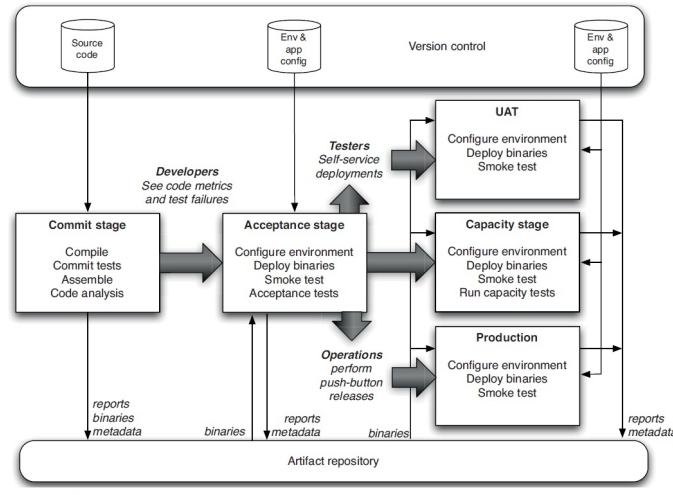 Source
code
Env &
app
config
Version control
Env &
app
config
Developers
See code metrics
and test failures
Testers
Self-service
deployments
UAT
Configure environment
Deploy binaries
Smoke test
Commit stage
Compile
Commit tests
Assemble
Code analysis
Acceptance stage
Configure environment
Deploy binaries
Smoke test
Acceptance tests
Capacity stage
Configure environment
Deploy binaries
Smoke test
Run capacity tests
Operations
perform
push-button
releases
Production
Configure environment
Deploy binaries
Smoke test
reports
binaries
metadata
binaries
reports
metadata
binaries
reports
metadata
Artifact repository